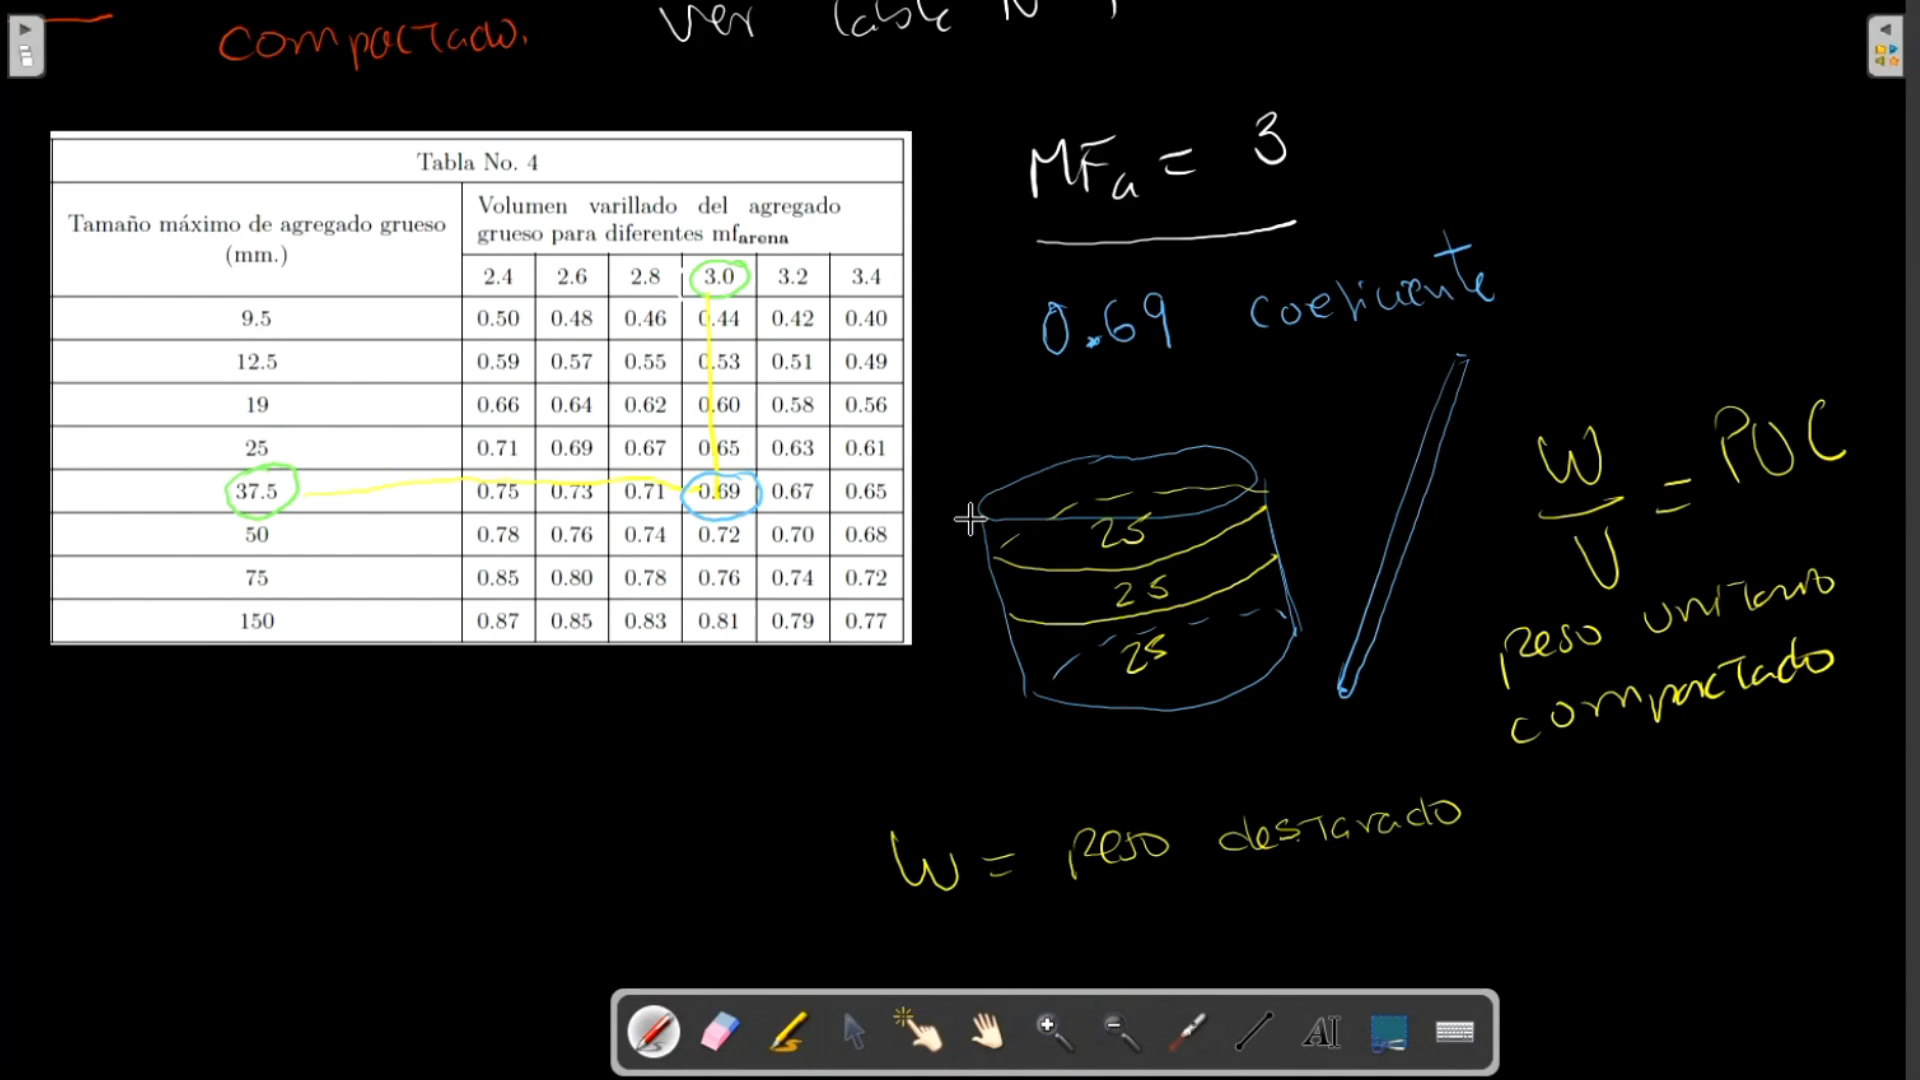 compactado.
ver tabla N
Tabla No. 4
Tamaño máximo de agregado grueso (mm.)
Volumen varillado del agregado grueso para diferentes mf arena
2.4 2.6 2.8 3.0 3.2 3.4
9.5 0.50 0.48 0.46 0.44 0.42 0.40
12.5 0.59 0.57 0.55 0.53 0.51 0.49
19 0.66 0.64 0.62 0.60 0.58 0.56
25 0.71 0.69 0.67 0.65 0.63 0.61
37.5 0.75 0.73 0.71 0.69 0.67 0.65
50 0.78 0.76 0.74 0.72 0.70 0.68
75 0.85 0.80 0.78 0.76 0.74 0.72
150 0.87 0.85 0.83 0.81 0.79 0.77
MFa = 3
0.69 coeficiente
25
25
25
W
V
= PUC
peso unitario
compactado
W = peso destarado
AI